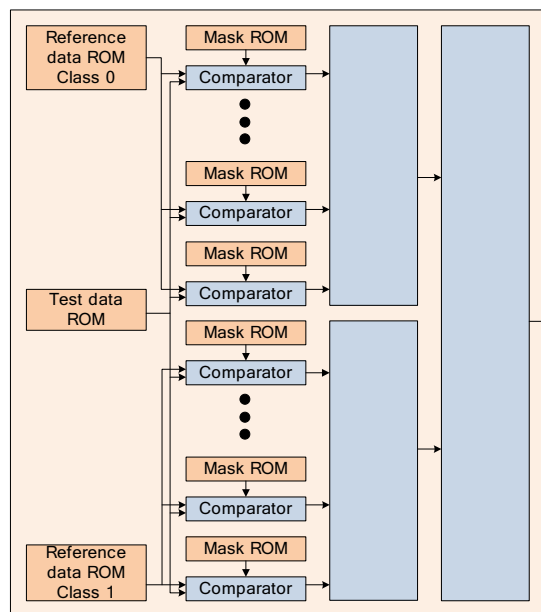 Reference
data ROM
Class 0
Mask ROM
Comparator
Mask ROM
Comparator
Mask ROM
Comparator
Test data
ROM
Mask ROM
Comparator
Mask ROM
Comparator
Mask ROM
Comparator
Reference
data ROM
Class 1